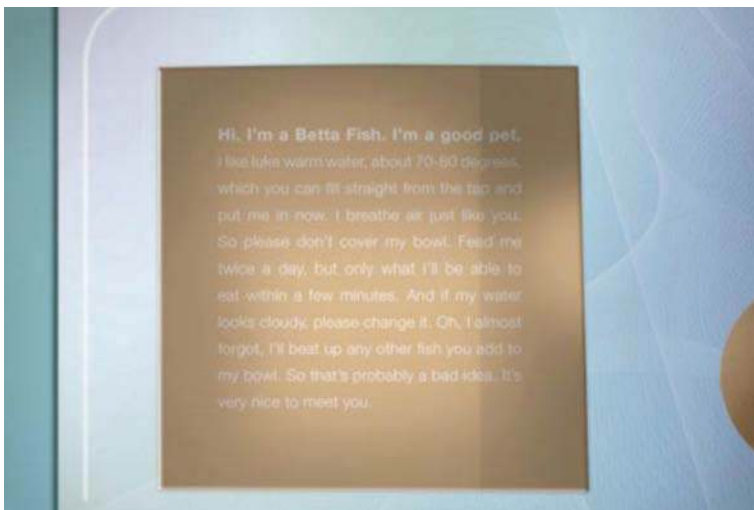 Hi. I'm a Betta Fish. I'm a good pet.
I like luke warm water, about 70-80 degrees,
which you can fill straight from the tap and
put me in now. I breathe air just like you.
So please don't cover my bowl. Feed me
twice a day, but only what I'll be able to
eat within a few minutes. And if my water
looks cloudy, please change it. Oh, I almost
forgot, I'll beat up any other fish you add to
my bowl. So that's probably a bad idea. It's
very nice to meet you.